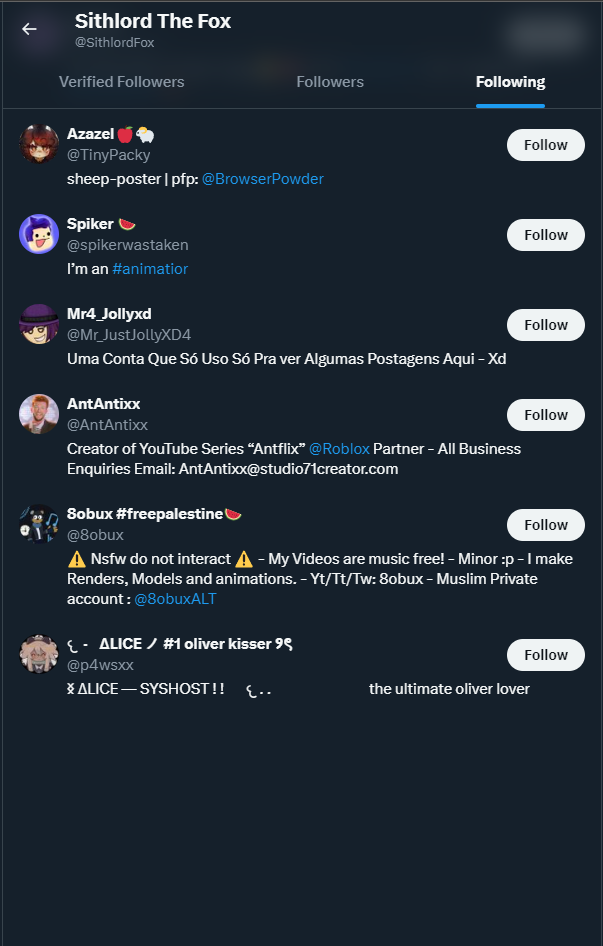 Sithlord The Fox
@SithlordFox
Verified Followers Followers Following
Azazel🍎🐑
@TinyPacky
Follow
sheep-poster | pfp: @BrowserPowder
Spiker 🍉
@spikerwastaken
Follow
I'm an #animatior
Mr4_Jollyxd
@Mr_JustJollyXD4
Follow
Uma Conta Que Só Uso Só Pra ver Algumas Postagens Aqui - Xd
AntAntixx
@AntAntixx
Follow
Creator of YouTube Series “Antflix” @Roblox Partner - All Business
Enquiries Email: AntAntixx@studio71creator.com
8obux #freepalestine🍉
@8obux
Follow
⚠️ Nsfw do not interact ⚠️ - My Videos are music free! - Minor :p - I make
Renders, Models and animations. - Yt/Tt/Tw: 8obux - Muslim Private
account : @8obuxALT
- ΔLICE ノ #1 oliver kisser
@p4wsxx
Follow
ΔLICE — SYSHOST ! ! . . the ultimate oliver lover